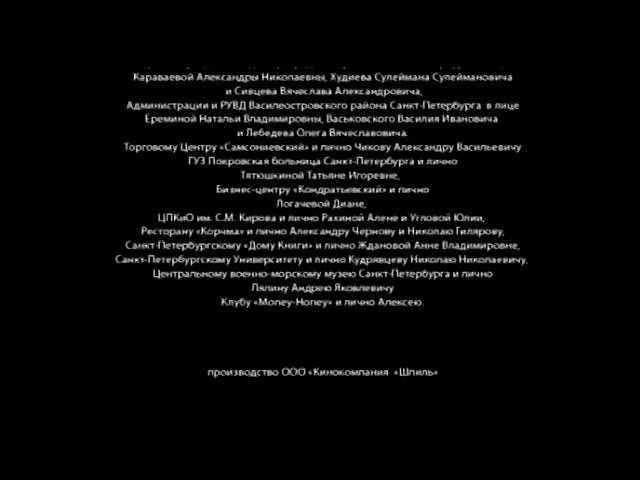 Караваевой Александры Николаевны, Худиева Сулеймана Сулеймановича
и Сивцева Вячеслава Александровича,
Администрации и РУВД Василеостровского района Санкт-Петербурга в лице
Ереминой Натальи Владимировны, Васьковского Василия Ивановича
и Лебедева Олега Вячеславовича.
Торговому Центру «Самсониевский» и лично Чикову Александру Васильевичу
ГУЗ Покровская больница Санкт-Петербурга и лично
Тятюшкиной Татьяне Игоревне,
Бизнес-центру «Кондратьевский» и лично
Логачевой Диане,
ЦПКиО им. С.М. Кирова и лично Рахиной Алене и Угловой Юлии,
Ресторану «Корчма» и лично Александру Чернову и Николаю Гилярову,
Санкт-Петербургскому «Дому Книги» и лично Ждановой Анне Владимировне,
Санкт-Петербургскому Университету и лично Кудрявцеву Николаю Николаевичу,
Центральному военно-морскому музею Санкт-Петербурга и лично
Лялину Андрею Яковлевичу
Клубу «Money-Honey» и лично Алексею.
производство ООО «Кинокомпания «Шпиль»